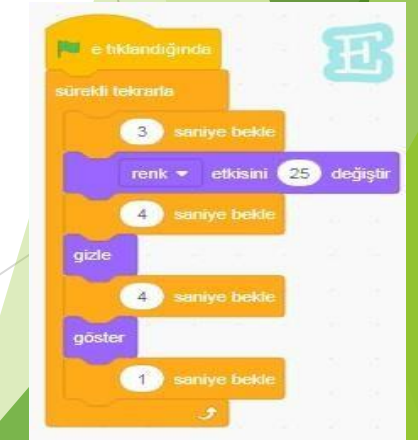 e tıklandığında
E
sürekli tekrarla
3 saniye bekle
renk etkisini 25 değiştir
4 saniye bekle
gizle
4 saniye bekle
göster
1 saniye bekle